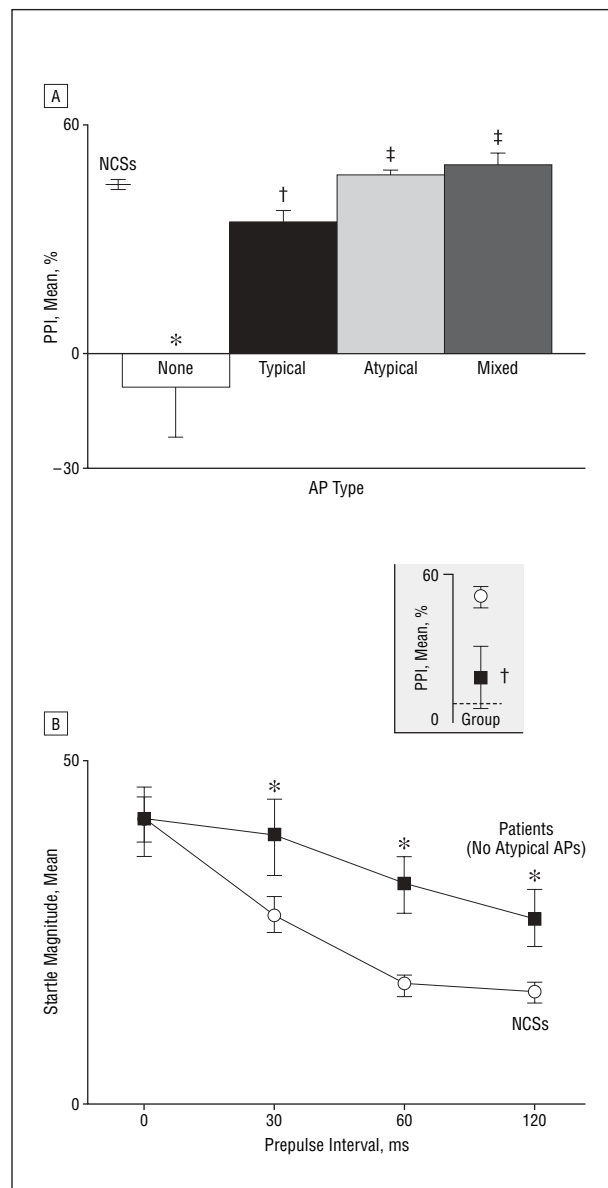 A
60
NCSs
†
‡
‡
*
PPI, Mean, %
0
None
Typical
Atypical
Mixed
–30
AP Type
60
PPI, Mean, %
†
0
Group
B
50
*
*
Patients
(No Atypical APs)
*
Startle Magnitude, Mean
NCSs
0
0
30
60
120
Prepulse Interval, ms